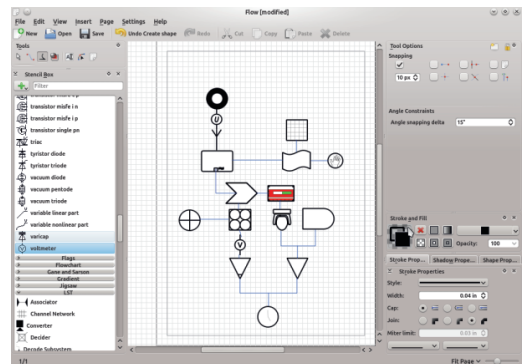 Flow [modified]
File Edit View Insert Page Settings Help
New Open Save Undo Create shape Redo Cut Copy Paste Delete
Tools
Stencil Box
Filter
transistor misfe i n
transistor misfe i p
transistor single pn
triac
tyristor diode
tyristor triode
vacuum diode
vacuum pentode
vacuum triode
variable linear part
variable nonlinear part
varicap
voltmeter
Flags
Flowchart
Gane and Sarson
Gradient
Jigsaw
LST
Associator
Channel Network
Converter
Decider
Decode Subsystem
1/1
V
V
Tool Options
Snapping
10 px
Angle Constraints
Angle snapping delta 15°
Stroke and Fill
Opacity: 100
Stroke Prop... Shadow Prope... Shape Prop...
Stroke Properties
Style:
Width: 0.04 in
Cap:
Join:
Miter limit: 0.03 in
Fit Page